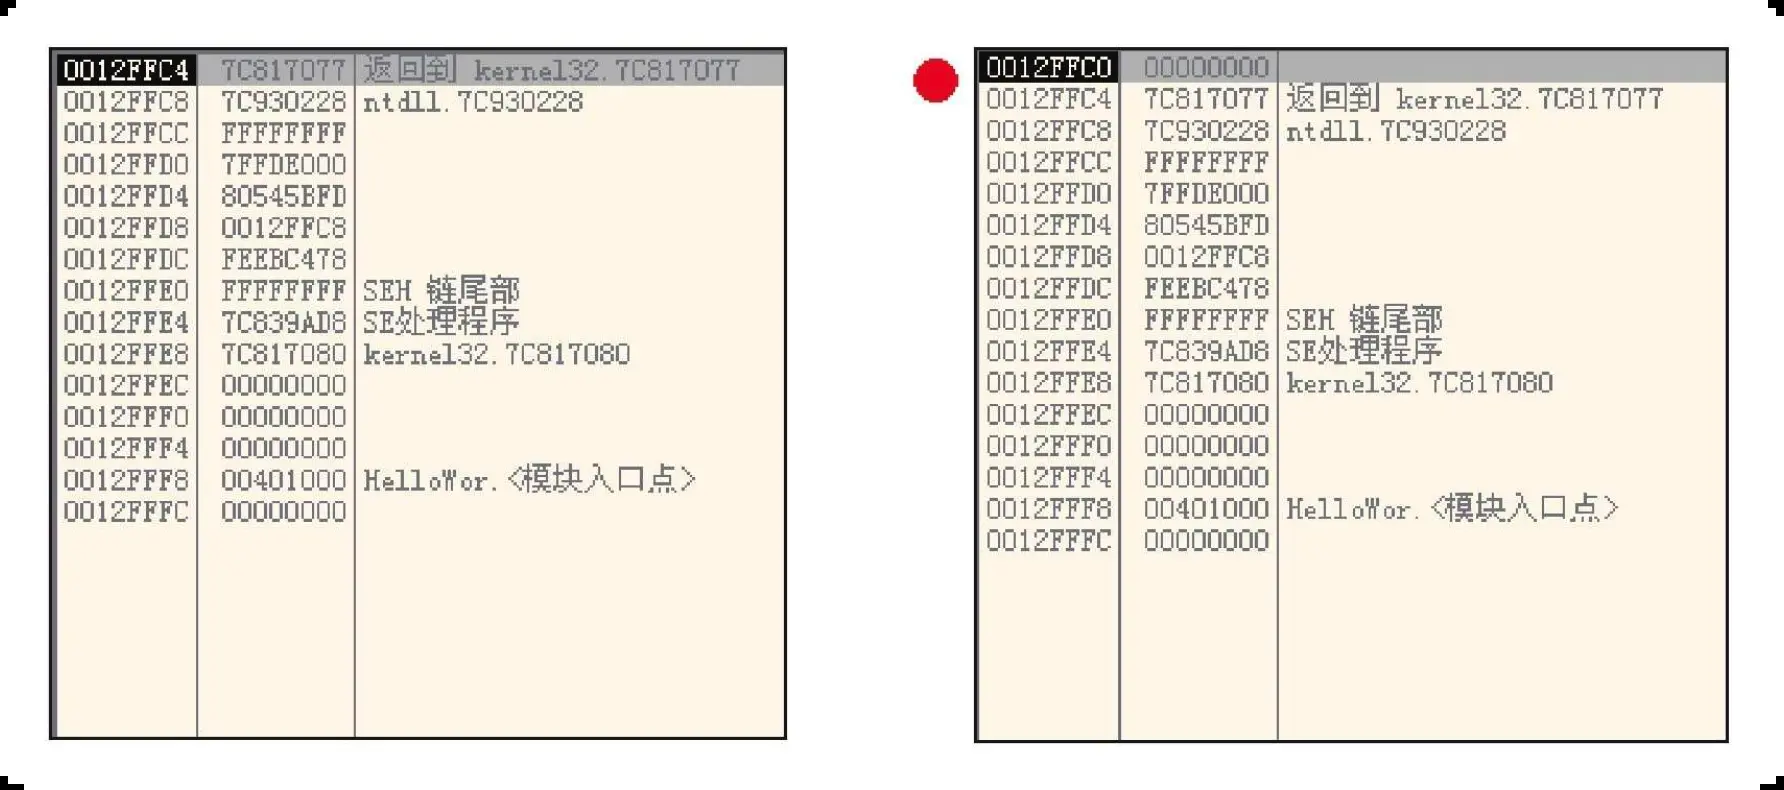 0012FFC4 7C817077 返回到 kernel32.7C817077
0012FFC8 7C930228 ntdll.7C930228
0012FFCC FFFFFFFF
0012FFD0 7FFDE000
0012FFD4 80545BFD
0012FFD8 0012FFC8
0012FFDC FEEBC478
0012FFE0 FFFFFFFF SEH 链尾部
0012FFE4 7C839AD8 SE处理程序
0012FFE8 7C817080 kernel32.7C817080
0012FFEC 00000000
0012FFF0 00000000
0012FFF4 00000000
0012FFF8 00401000 HelloWor.<模块入口点>
0012FFFC 00000000
0012FFC0 00000000
0012FFC4 7C817077 返回到 kernel32.7C817077
0012FFC8 7C930228 ntdll.7C930228
0012FFCC FFFFFFFF
0012FFD0 7FFDE000
0012FFD4 80545BFD
0012FFD8 0012FFC8
0012FFDC FEEBC478
0012FFE0 FFFFFFFF SEH 链尾部
0012FFE4 7C839AD8 SE处理程序
0012FFE8 7C817080 kernel32.7C817080
0012FFEC 00000000
0012FFF0 00000000
0012FFF4 00000000
0012FFF8 00401000 HelloWor.<模块入口点>
0012FFFC 00000000